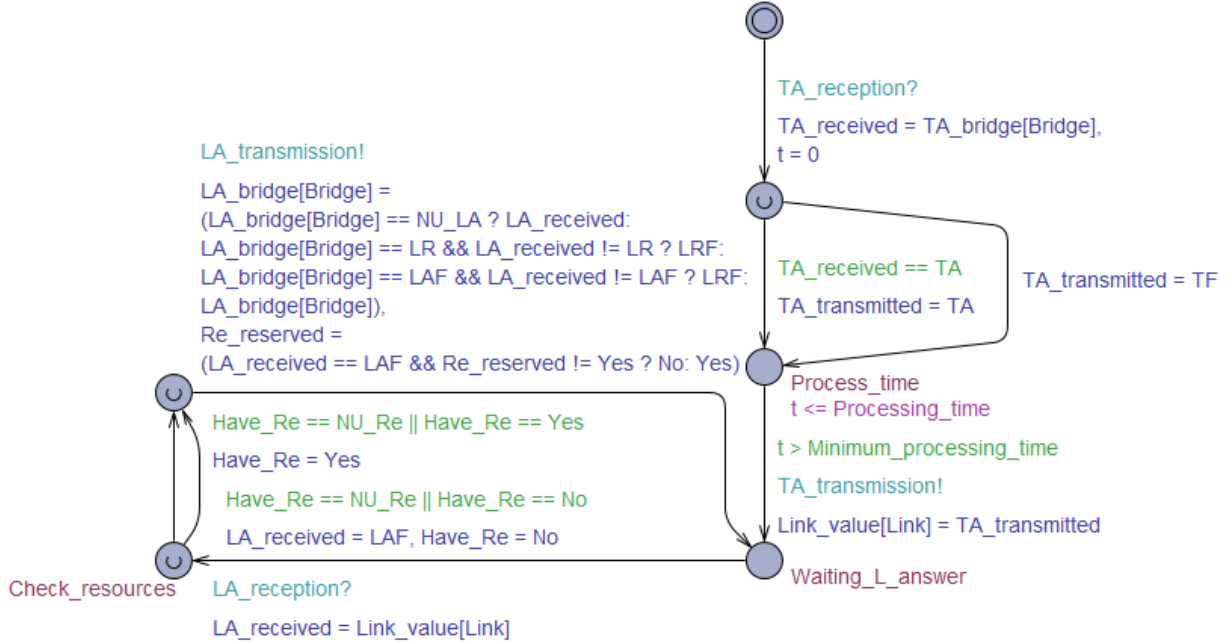 TA_reception?
TA_received = TA_bridge[Bridge],
t = 0
LA_transmission!
LA_bridge[Bridge] =
(LA_bridge[Bridge] == NU_LA ? LA_received:
LA_bridge[Bridge] == LR && LA_received != LR ? LRF:
LA_bridge[Bridge] == LAF && LA_received != LAF ? LRF:
LA_bridge[Bridge]),
Re_reserved =
(LA_received == LAF && Re_reserved != Yes ? No: Yes)
TA_received == TA
TA_transmitted = TA
TA_transmitted = TF
Process_time
t <= Processing_time
t > Minimum_processing_time
TA_transmission!
Link_value[Link] = TA_transmitted
Waiting_L_answer
Have_Re == NU_Re || Have_Re == Yes
Have_Re = Yes
Have_Re == NU_Re || Have_Re == No
LA_received = LAF, Have_Re = No
Check_resources
LA_reception?
LA_received = Link_value[Link]